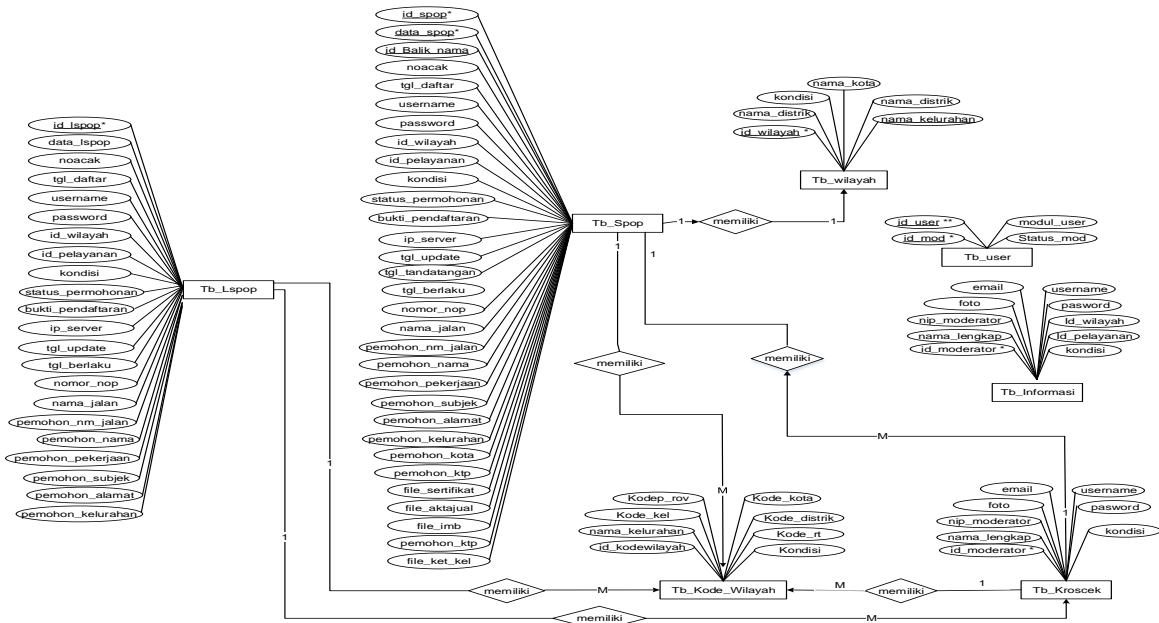 id_spop*
data_spop*
id_Balik_nama
noacak
tgl_daftar
username
password
id_wilayah
id_pelayanan
kondisi
status_permohonan
bukti_pendaftaran
ip_server
tgl_update
tgl_tandatangan
tgl_berlaku
nomor_nop
nama_jalan
pemohon_nm_jalan
pemohon_nama
pemohon_pekerjaan
pemohon_subjek
pemohon_alamat
pemohon_kelurahan
pemohon_kota
pemohon_ktp
file_sertifikat
file_aktajual
file_imb
pemohon_ktp
file_ket_kel
Tb_Spop
id_lspop*
data_lspop
noacak
tgl_daftar
username
password
id_wilayah
id_pelayanan
kondisi
status_permohonan
bukti_pendaftaran
ip_server
tgl_update
tgl_berlaku
nomor_nop
nama_jalan
pemohon_nm_jalan
pemohon_nama
pemohon_pekerjaan
pemohon_subjek
pemohon_alamat
pemohon_kelurahan
Tb_Lspop
nama_kota
kondisi
nama_distrik
nama_distrik
id_wilayah *
nama_kelurahan
Tb_wilayah
1
memiliki
1
1
1
id_user **
modul_user
id_mod *
Status_mod
Tb_user
email
username
foto
pasword
nip_moderator
Id_wilayah
nama_lengkap
Id_pelayanan
id_moderator *
kondisi
Tb_Informasi
memiliki
memiliki
M
1
1
M
1
Kodep_rov
Kode_kota
Kode_kel
Kode_distrik
nama_kelurahan
Kode_rt
id_kodewilayah
Kondisi
Tb_Kode_Wilayah
email
username
foto
pasword
nip_moderator
kondisi
nama_lengkap
id_moderator *
Tb_Kroscek
memiliki
M
M
memiliki
1
memiliki
M